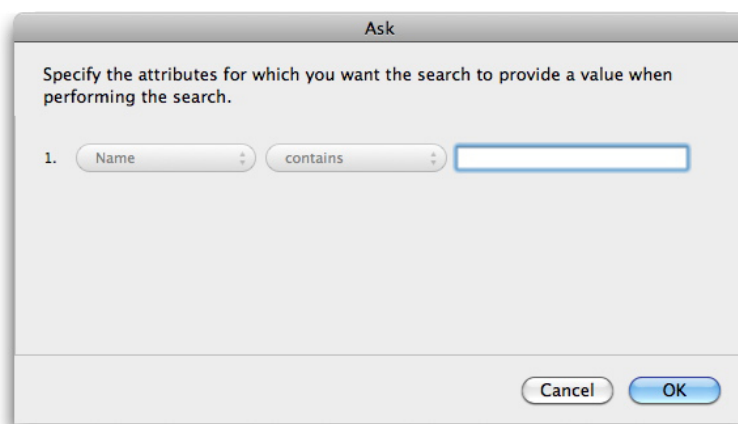 Ask
Specify the attributes for which you want the search to provide a value when
performing the search.
1. Name contains
Cancel OK